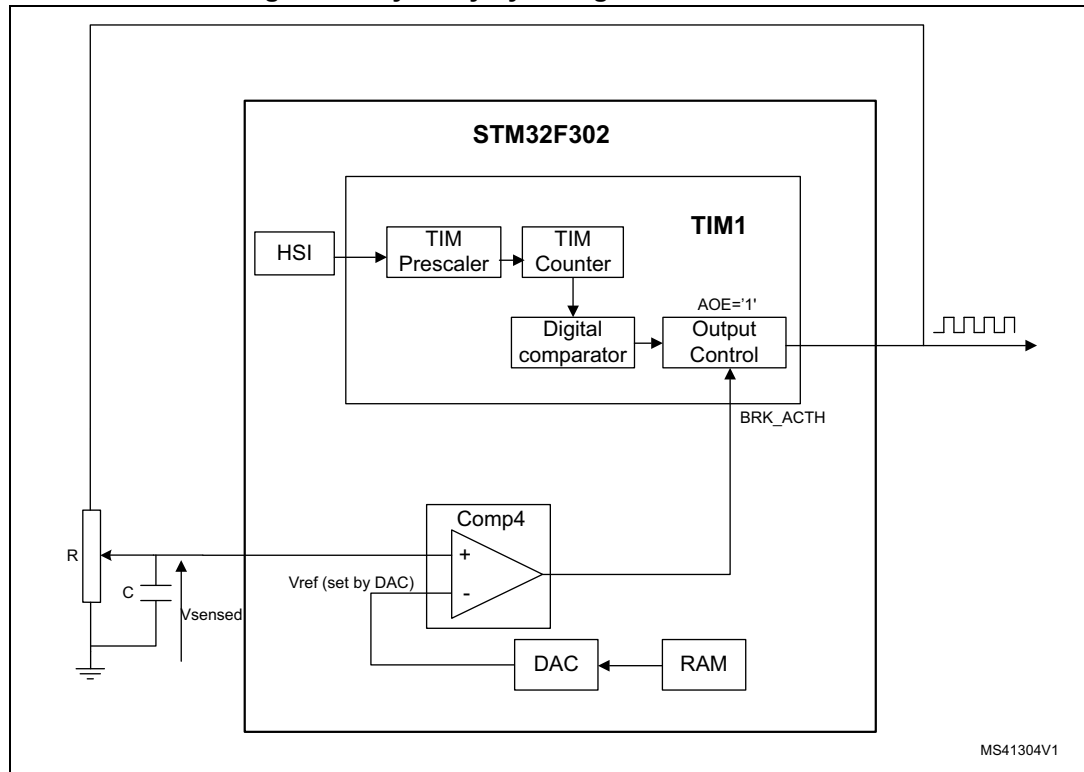 STM32F302
TIM1
HSI
TIM
Prescaler
TIM
Counter
AOE='1'
Digital
comparator
Output
Control
BRK_ACTH
Comp4
R
+
C
Vref (set by DAC)
-
Vsensed
DAC
RAM
MS41304V1